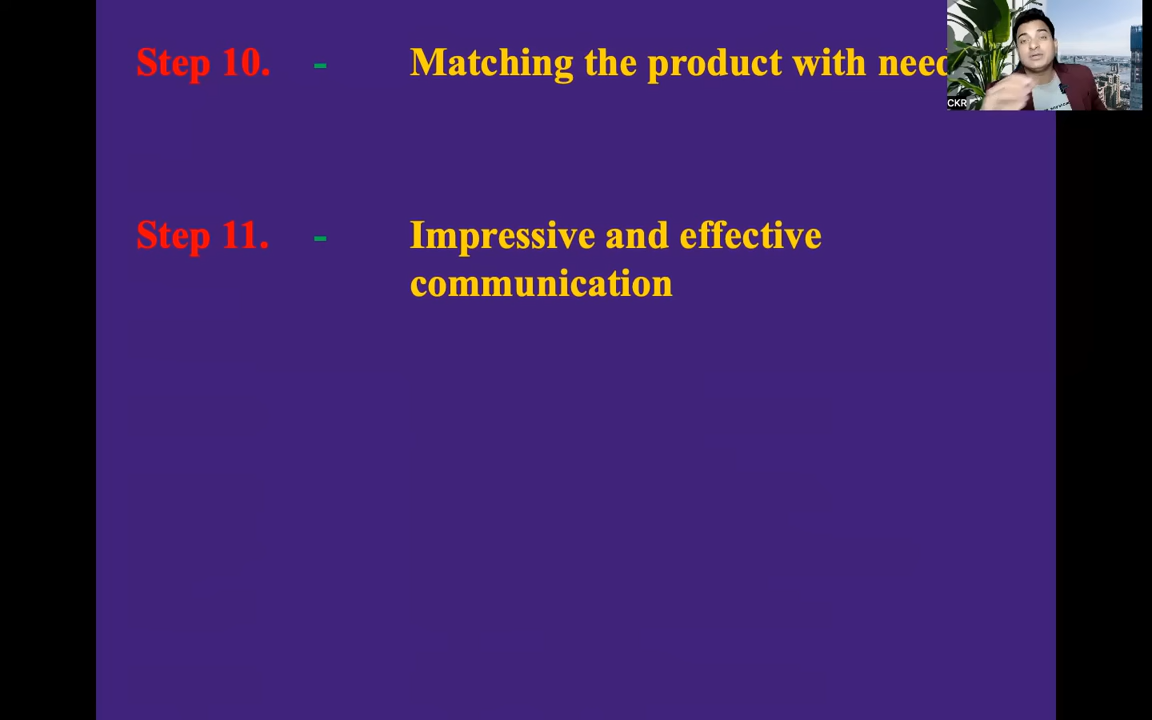 Step 10. - Matching the product with need
Step 11. - Impressive and effective
communication
CKR